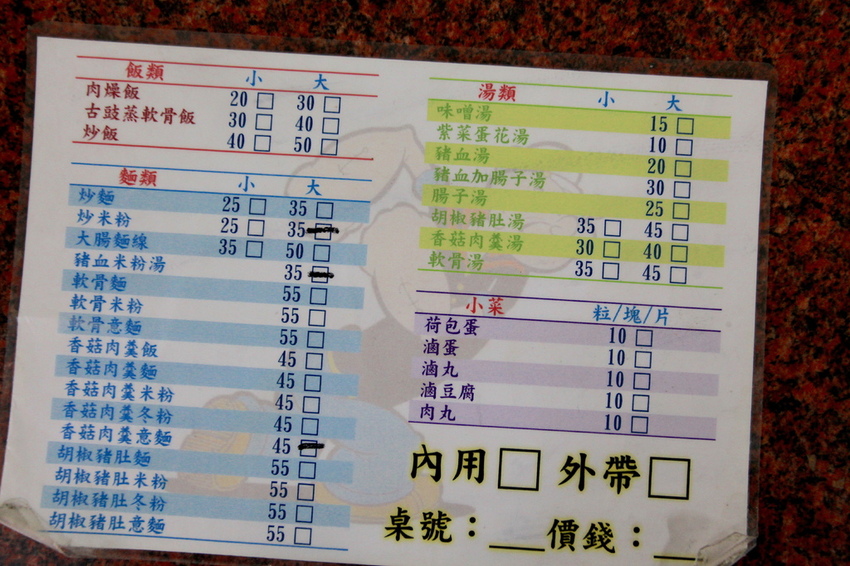 飯類 小 大
肉燥飯 20 □ 30 □
古豉蒸軟骨飯 30 □ 40 □
炒飯 40 □ 50 □
麵類 小 大
炒麵 25 □ 35 □
炒米粉 25 □ 35 □
大腸麵線 35 □ 50 □
豬血米粉湯 35 □
軟骨麵 55 □
軟骨米粉 55 □
軟骨意麵 55 □
香菇肉羹飯 45 □
香菇肉羹麵 45 □
香菇肉羹米粉 45 □
香菇肉羹冬粉 45 □
香菇肉羹意麵 45 □
胡椒豬肚麵 55 □
胡椒豬肚米粉 55 □
胡椒豬肚冬粉 55 □
胡椒豬肚意麵 55 □
湯類 小 大
味噌湯 15 □
紫菜蛋花湯 10 □
豬血湯 20 □
豬血加腸子湯 30 □
腸子湯 25 □
胡椒豬肚湯 35 □ 45 □
香菇肉羹湯 30 □ 40 □
軟骨湯 35 □ 45 □
小菜 粒/塊/片
荷包蛋 10 □
滷蛋 10 □
滷丸 10 □
滷豆腐 10 □
肉丸 10 □
內用 □ 外帶 □
桌號：___ 價錢：___